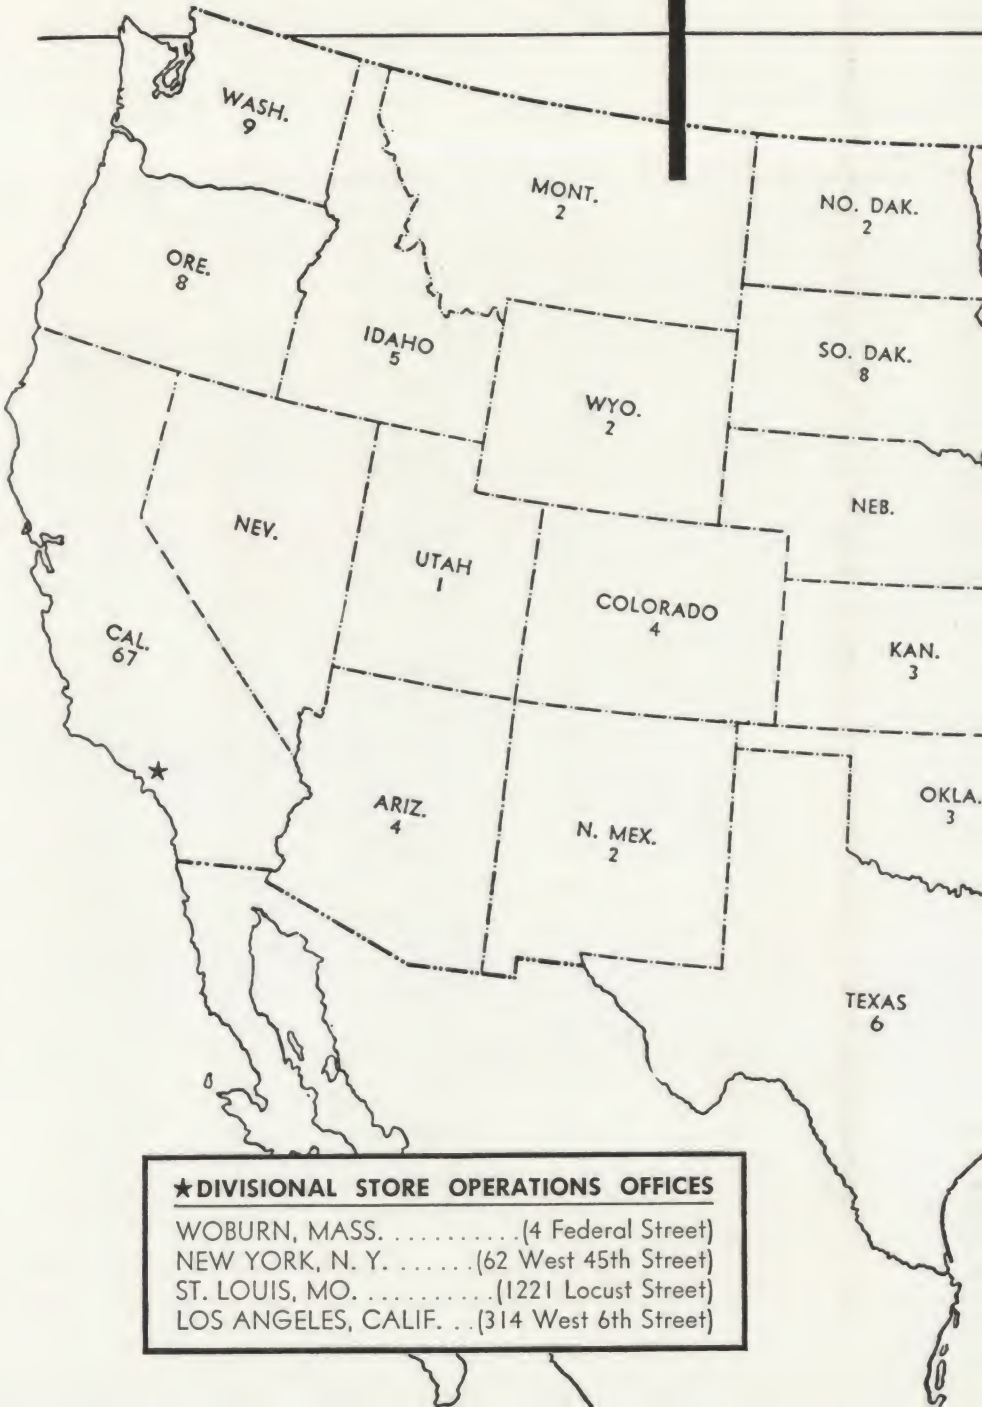 WASH.
9
MONT.
2
NO. DAK.
2
ORE.
8
IDAHO
5
SO. DAK.
8
WYO.
2
NEB.
NEV.
UTAH
1
COLORADO
4
CAL.
67
KAN.
3
ARIZ.
4
N. MEX.
2
OKLA.
3
TEXAS
6
★DIVISIONAL STORE OPERATIONS OFFICES
WOBURN, MASS. . . . . . . . . . . (4 Federal Street)
NEW YORK, N. Y. . . . . . . (62 West 45th Street)
ST. LOUIS, MO. . . . . . . . . . . (1221 Locust Street)
LOS ANGELES, CALIF. . . (314 West 6th Street)